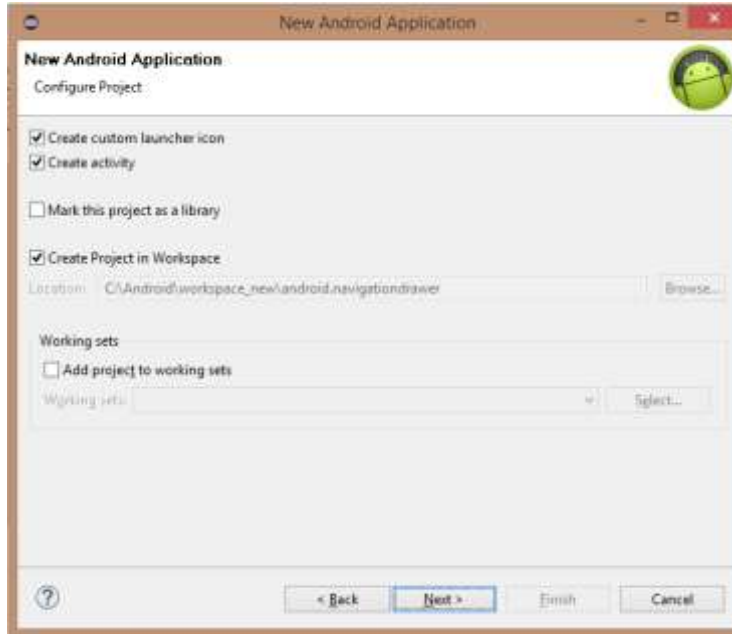 New Android Application
New Android Application
Configure Project
Create custom launcher icon
Create activity
Mark this project as a library
Create Project in Workspace
Location: C:\Android\workspace_new\android.navigationdrawer Browse...
Working sets
Add project to working sets
Working sets: Select...
< Back Next > Finish Cancel